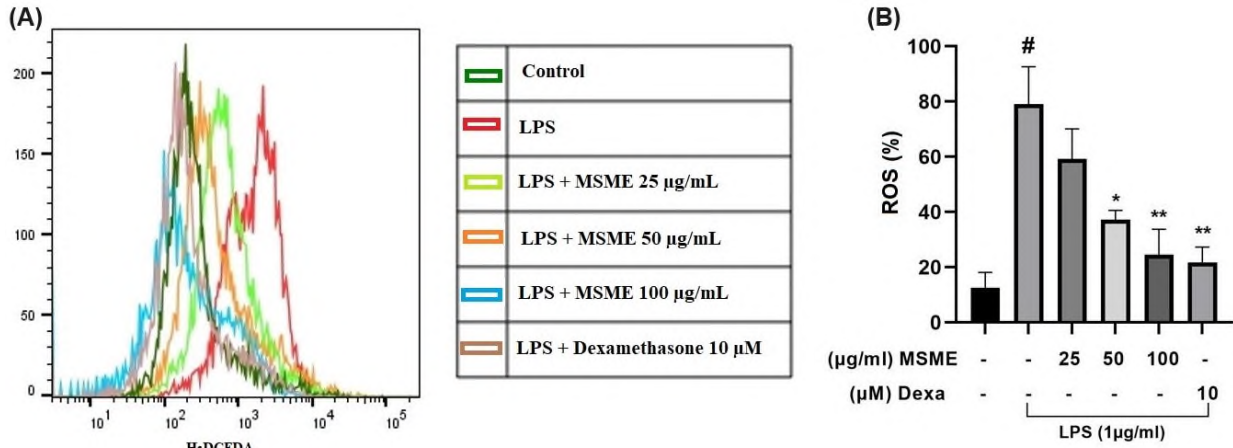 (A)
200
150
100
50
0
10¹ 10² 10³ 10⁴ 10⁵
H₂DCFDA
Control
LPS
LPS + MSME 25 µg/mL
LPS + MSME 50 µg/mL
LPS + MSME 100 µg/mL
LPS + Dexamethasone 10 µM
(B)
ROS (%)
100
80
60
40
20
0
# * ** **
(µg/ml) MSME - - 25 50 100 -
(µM) Dexa - - - - - 10
LPS (1µg/ml)